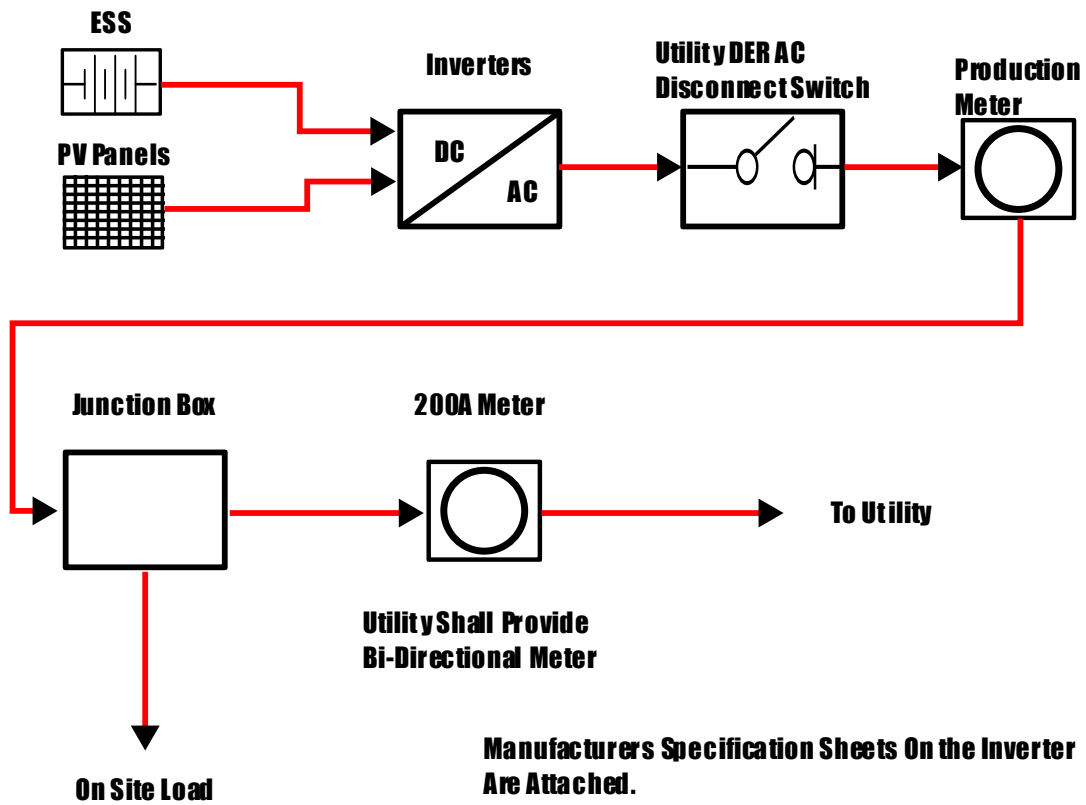 ESS
PV Panels
Inverters
DC
AC
Utility DER AC
Disconnect Switch
Production
Meter
Junction Box
200A Meter
To Utility
Utility Shall Provide
Bi-Directional Meter
On Site Load
Manufacturers Specification Sheets On the Inverter
Are Attached.